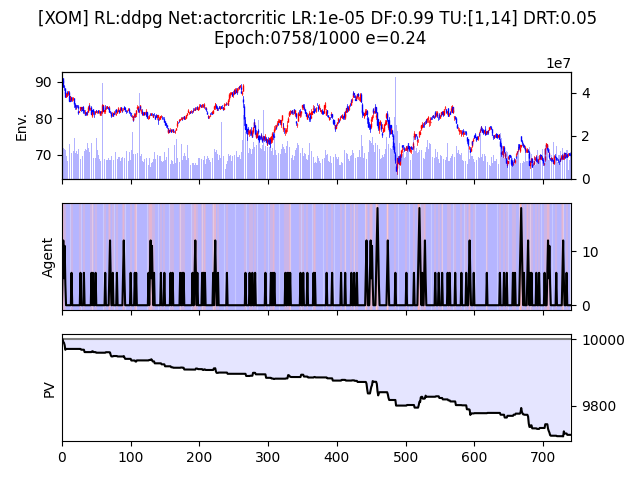 [XOM] RL:ddpg Net:actorcritic LR:1e-05 DF:0.99 TU:[1,14] DRT:0.05
Epoch:0758/1000 e=0.24
1e7
90
80
70
Env.
4
2
0
Agent
10
0
PV
10000
9800
0 100 200 300 400 500 600 700